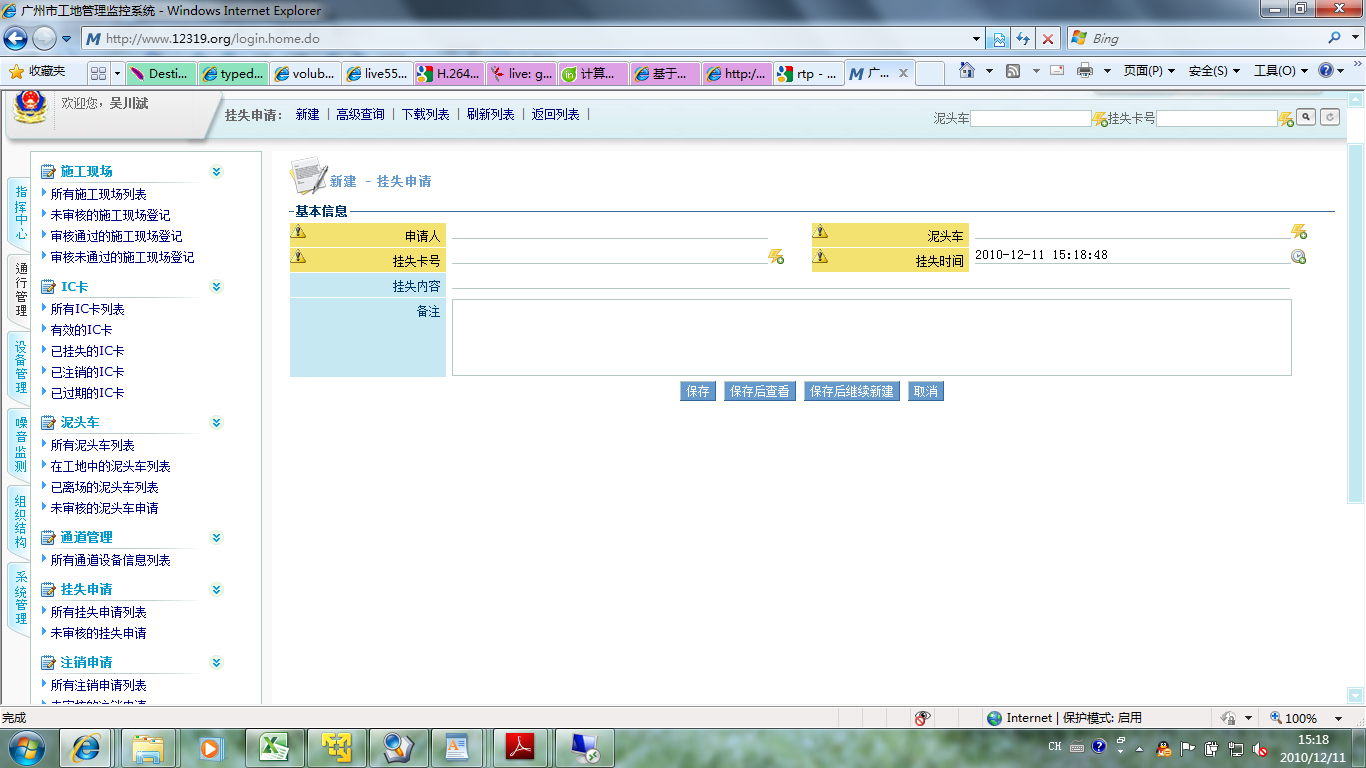 广州市工地管理监控系统 - Windows Internet Explorer
http://www.12319.org/login.home.do
Bing
收藏夹
Desti...
typed...
volub...
live55...
H.264...
live: g...
计算...
基于...
http:/...
rtp - ...
广...
页面(P)
安全(S)
工具(O)
欢迎您，吴川斌
挂失申请： 新建 | 高级查询 | 下载列表 | 刷新列表 | 返回列表 |
泥头车
挂失卡号
指挥中心
通行管理
设备管理
噪音监测
组织结构
系统管理
施工现场
所有施工现场列表
未审核的施工现场登记
审核通过的施工现场登记
审核未通过的施工现场登记
IC卡
所有IC卡列表
有效的IC卡
已挂失的IC卡
已注销的IC卡
已过期的IC卡
泥头车
所有泥头车列表
在工地中的泥头车列表
已离场的泥头车列表
未审核的泥头车申请
通道管理
所有通道设备信息列表
挂失申请
所有挂失申请列表
未审核的挂失申请
注销申请
所有注销申请列表
新建 - 挂失申请
基本信息
申请人
泥头车
挂失卡号
挂失时间
2010-12-11 15:18:48
挂失内容
备注
保存
保存后查看
保存后继续新建
取消
完成
Internet | 保护模式: 启用
100%
CH
15:18
2010/12/11